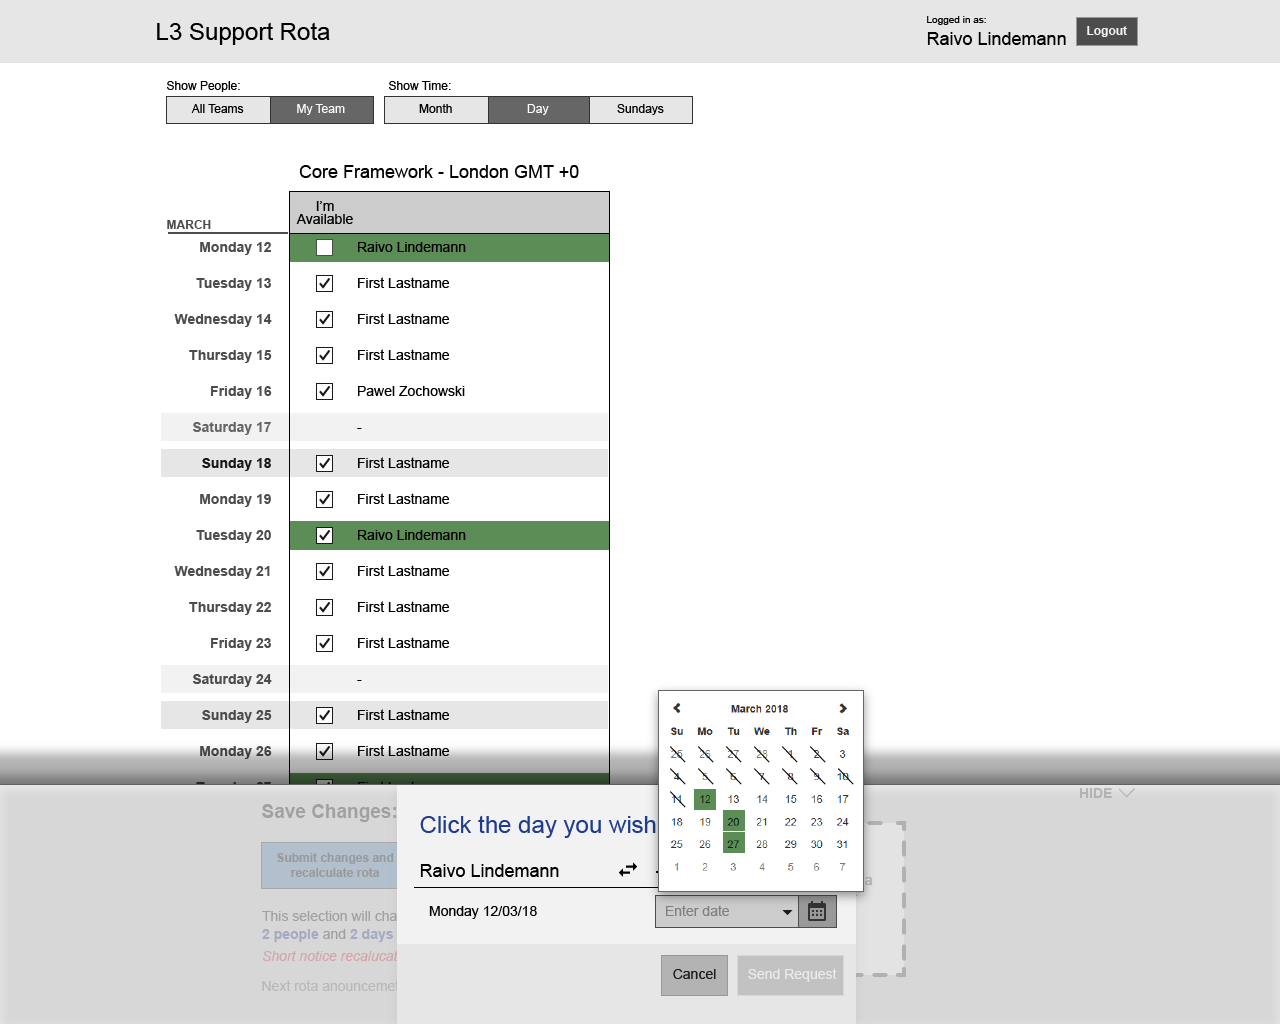 L3 Support Rota
Logged in as:
Raivo Lindemann
Logout
Show People:
Show Time:
All Teams
My Team
Month
Day
Sundays
Core Framework - London GMT +0
I'm
Available
MARCH
Monday 12 Raivo Lindemann
Tuesday 13 First Lastname
Wednesday 14 First Lastname
Thursday 15 First Lastname
Friday 16 Pawel Zochowski
Saturday 17 -
Sunday 18 First Lastname
Monday 19 First Lastname
Tuesday 20 Raivo Lindemann
Wednesday 21 First Lastname
Thursday 22 First Lastname
Friday 23 First Lastname
Saturday 24 -
Sunday 25 First Lastname
Monday 26 First Lastname
March 2018
Su Mo Tu We Th Fr Sa
25 26 27 28 1 2 3
4 5 6 7 8 9 10
11 12 13 14 15 16 17
18 19 20 21 22 23 24
25 26 27 28 29 30 31
1 2 3 4 5 6 7
HIDE
Save Changes:
Submit changes and
recalculate rota
This selection will cha
2 people and 2 days
Short notice recalucat
Next rota anouncemet
Click the day you wish
Raivo Lindemann
Monday 12/03/18
Enter date
Cancel
Send Request